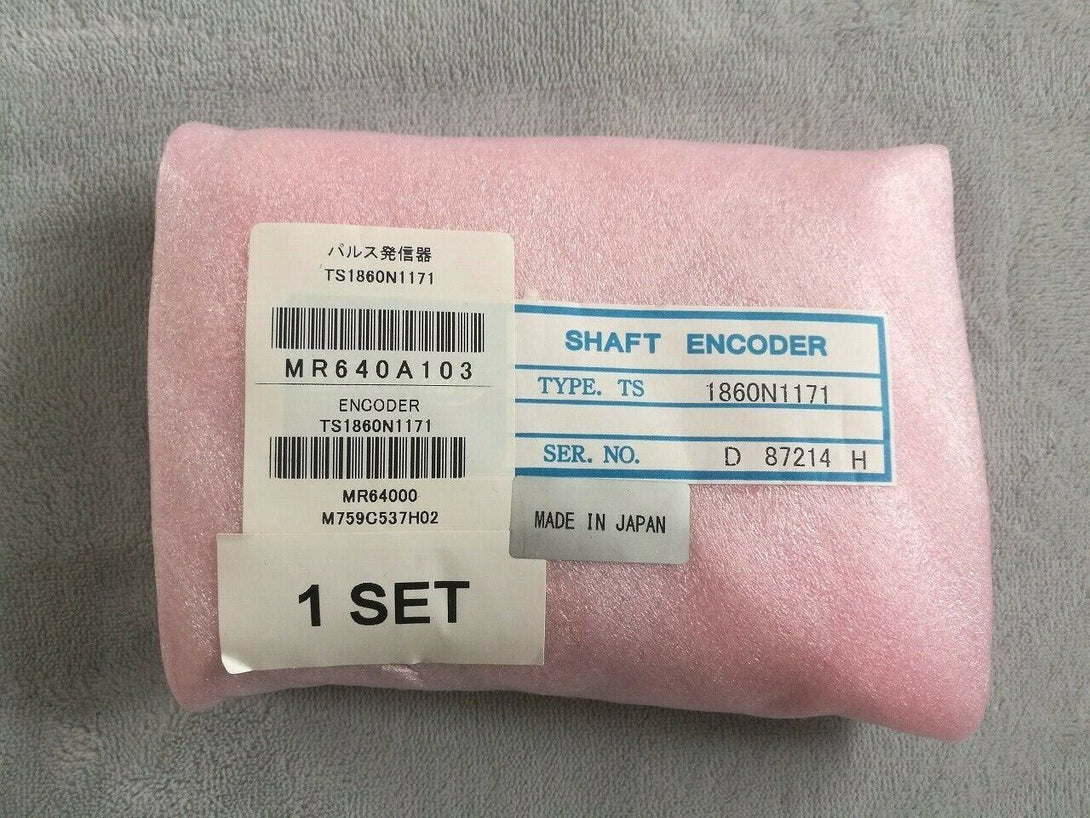 パルス発信器
TS1860N1171
MR640A103
ENCODER
TS1860N1171
MR64000
M759C537H02
1 SET
SHAFT ENCODER
TYPE. TS 1860N1171
SER. NO. D 87214 H
MADE IN JAPAN